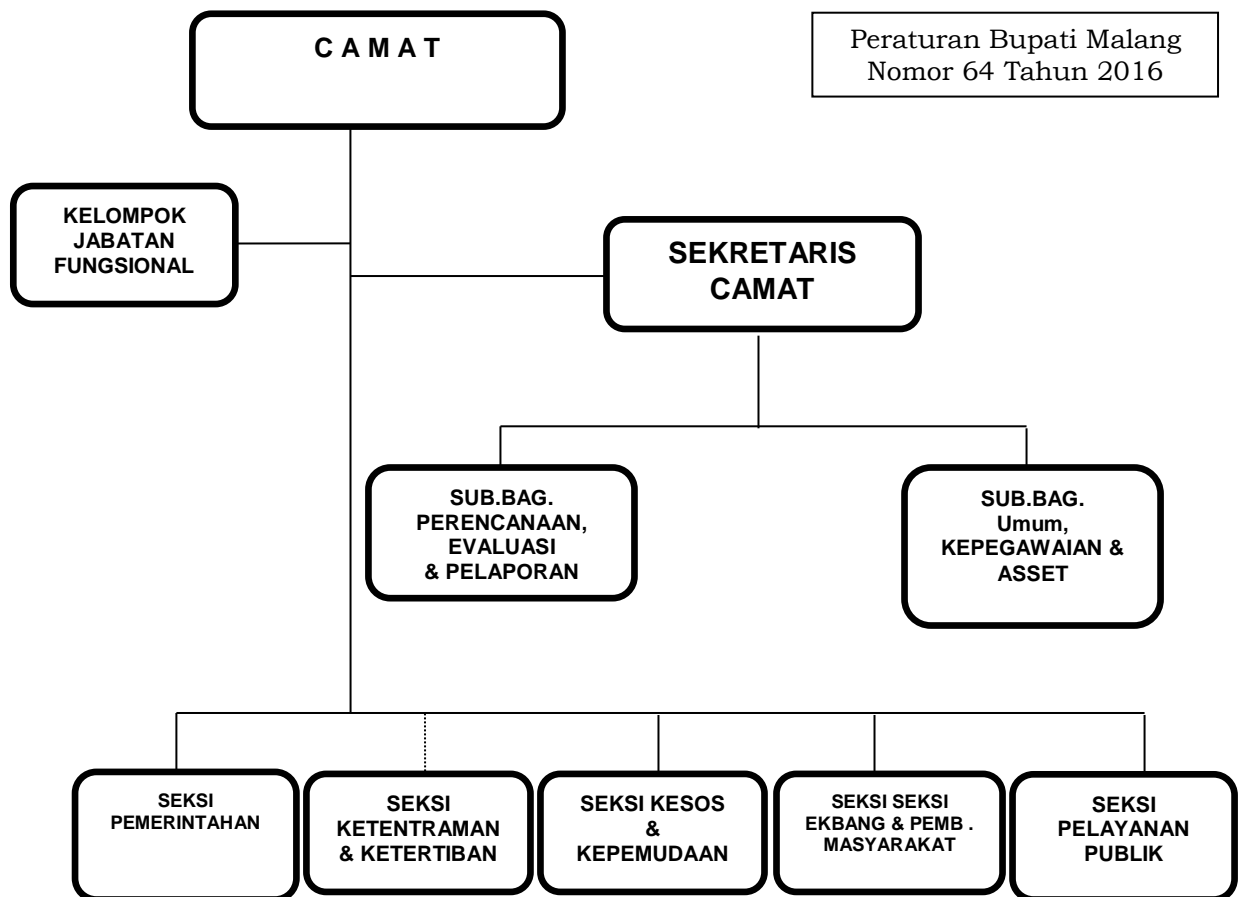 C A M A T
Peraturan Bupati Malang
Nomor 64 Tahun 2016
KELOMPOK
JABATAN
FUNGSIONAL
SEKRETARIS
CAMAT
SUB.BAG.
PERENCANAAN,
EVALUASI
& PELAPORAN
SUB.BAG.
Umum,
KEPEGAWAIAN &
ASSET
SEKSI
PEMERINTAHAN
SEKSI
KETENTRAMAN
& KETERTIBAN
SEKSI KESOS
&
KEPEMUDAAN
SEKSI SEKSI
EKBANG & PEMB .
MASYARAKAT
SEKSI
PELAYANAN
PUBLIK